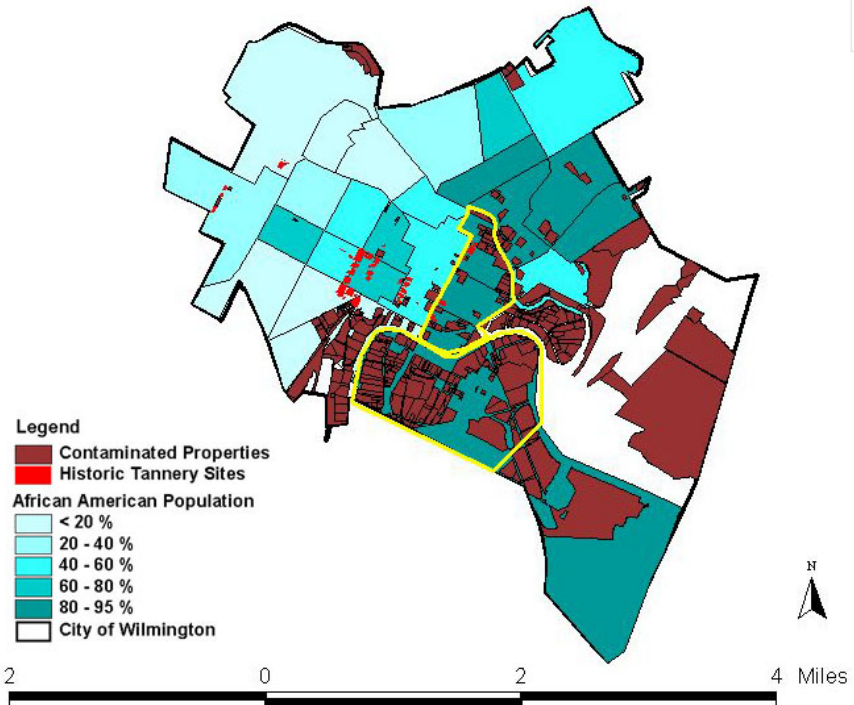 Legend
Contaminated Properties
Historic Tannery Sites
African American Population
< 20 %
20 - 40 %
40 - 60 %
60 - 80 %
80 - 95 %
City of Wilmington
N
2 0 2 4 Miles